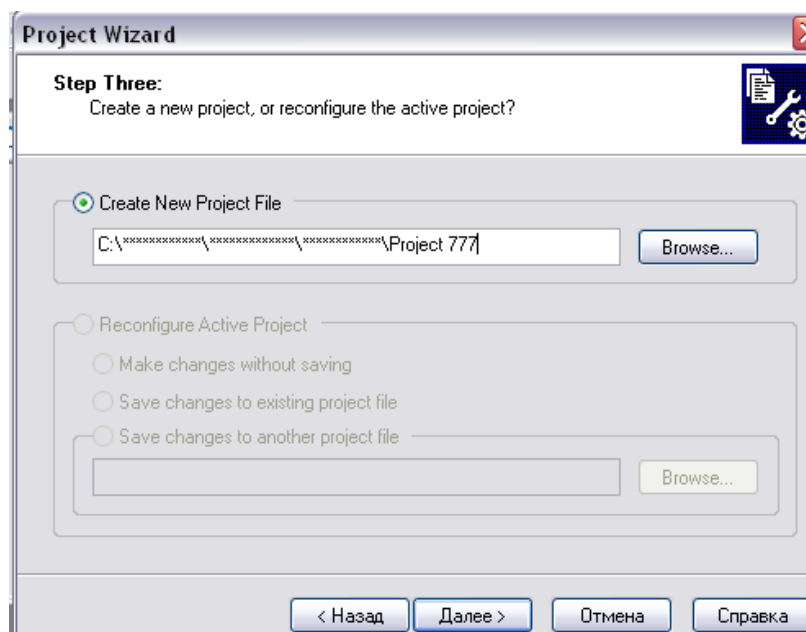 Project Wizard
Step Three:
Create a new project, or reconfigure the active project?
Create New Project File
C:\************\*************\************\Project 777
Browse...
Reconfigure Active Project
Make changes without saving
Save changes to existing project file
Save changes to another project file
Browse...
< Назад
Далее >
Отмена
Справка